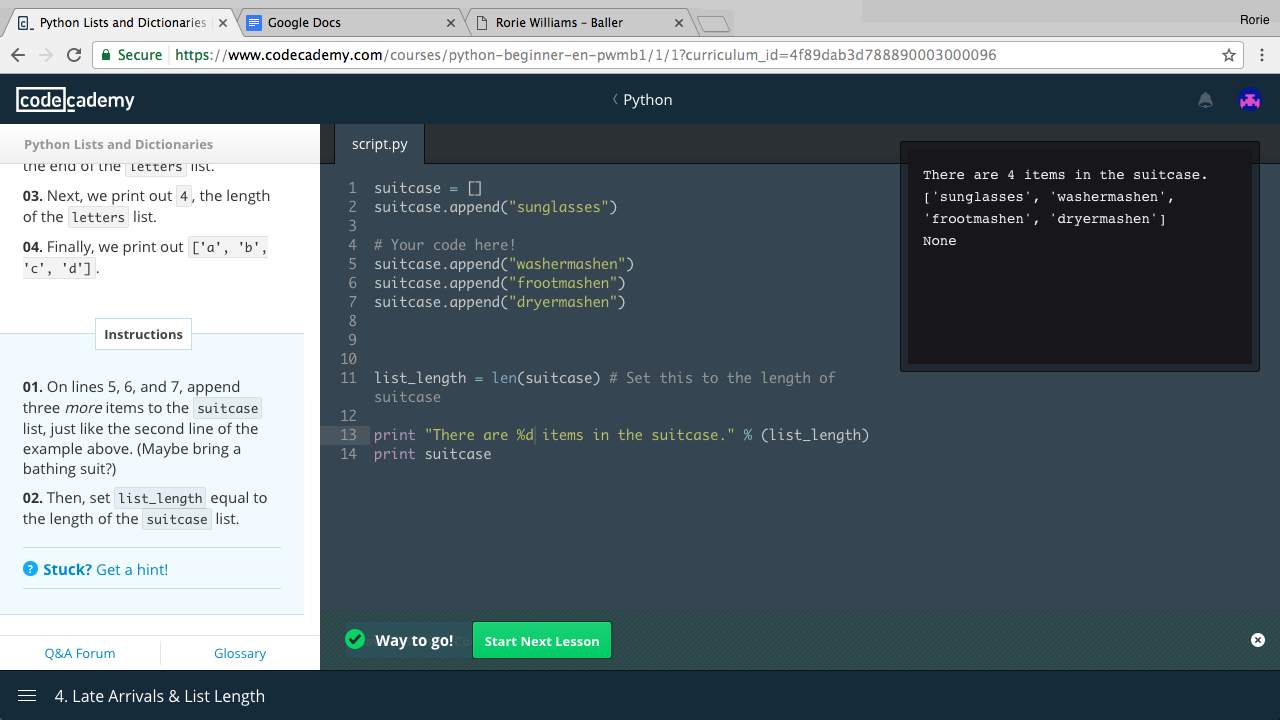 Python Lists and Dictionaries
Google Docs
Rorie Williams – Baller
Rorie
Secure
https://www.codecademy.com/courses/python-beginner-en-pwmb1/1/1?curriculum_id=4f89dab3d788890003000096
codecademy
Python
Python Lists and Dictionaries
the end of the letters list.
03. Next, we print out 4, the length
of the letters list.
04. Finally, we print out ['a', 'b',
'c', 'd'].
Instructions
01. On lines 5, 6, and 7, append
three more items to the suitcase
list, just like the second line of the
example above. (Maybe bring a
bathing suit?)
02. Then, set list_length equal to
the length of the suitcase list.
? Stuck? Get a hint!
Q&A Forum
Glossary
script.py
1 suitcase = []
2 suitcase.append("sunglasses")
3
4 # Your code here!
5 suitcase.append("washermashen")
6 suitcase.append("frootmashen")
7 suitcase.append("dryermashen")
8
9
10
11 list_length = len(suitcase) # Set this to the length of
suitcase
12
13 print "There are %d items in the suitcase." % (list_length)
14 print suitcase
There are 4 items in the suitcase.
['sunglasses', 'washermashen',
'frootmashen', 'dryermashen']
None
Way to go!
Start Next Lesson
4. Late Arrivals & List Length